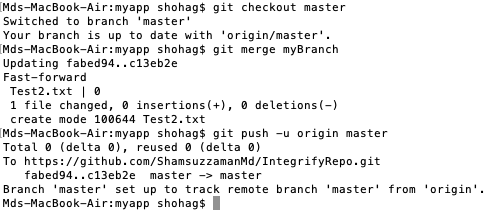 Mds-MacBook-Air:myapp shohag$ git checkout master
Switched to branch 'master'
Your branch is up to date with 'origin/master'.
Mds-MacBook-Air:myapp shohag$ git merge myBranch
Updating fabed94..c13eb2e
Fast-forward
 Test2.txt | 0
 1 file changed, 0 insertions(+), 0 deletions(-)
 create mode 100644 Test2.txt
Mds-MacBook-Air:myapp shohag$ git push -u origin master
Total 0 (delta 0), reused 0 (delta 0)
To https://github.com/ShamsuzzamanMd/IntegrifyRepo.git
   fabed94..c13eb2e  master -> master
Branch 'master' set up to track remote branch 'master' from 'origin'.
Mds-MacBook-Air:myapp shohag$